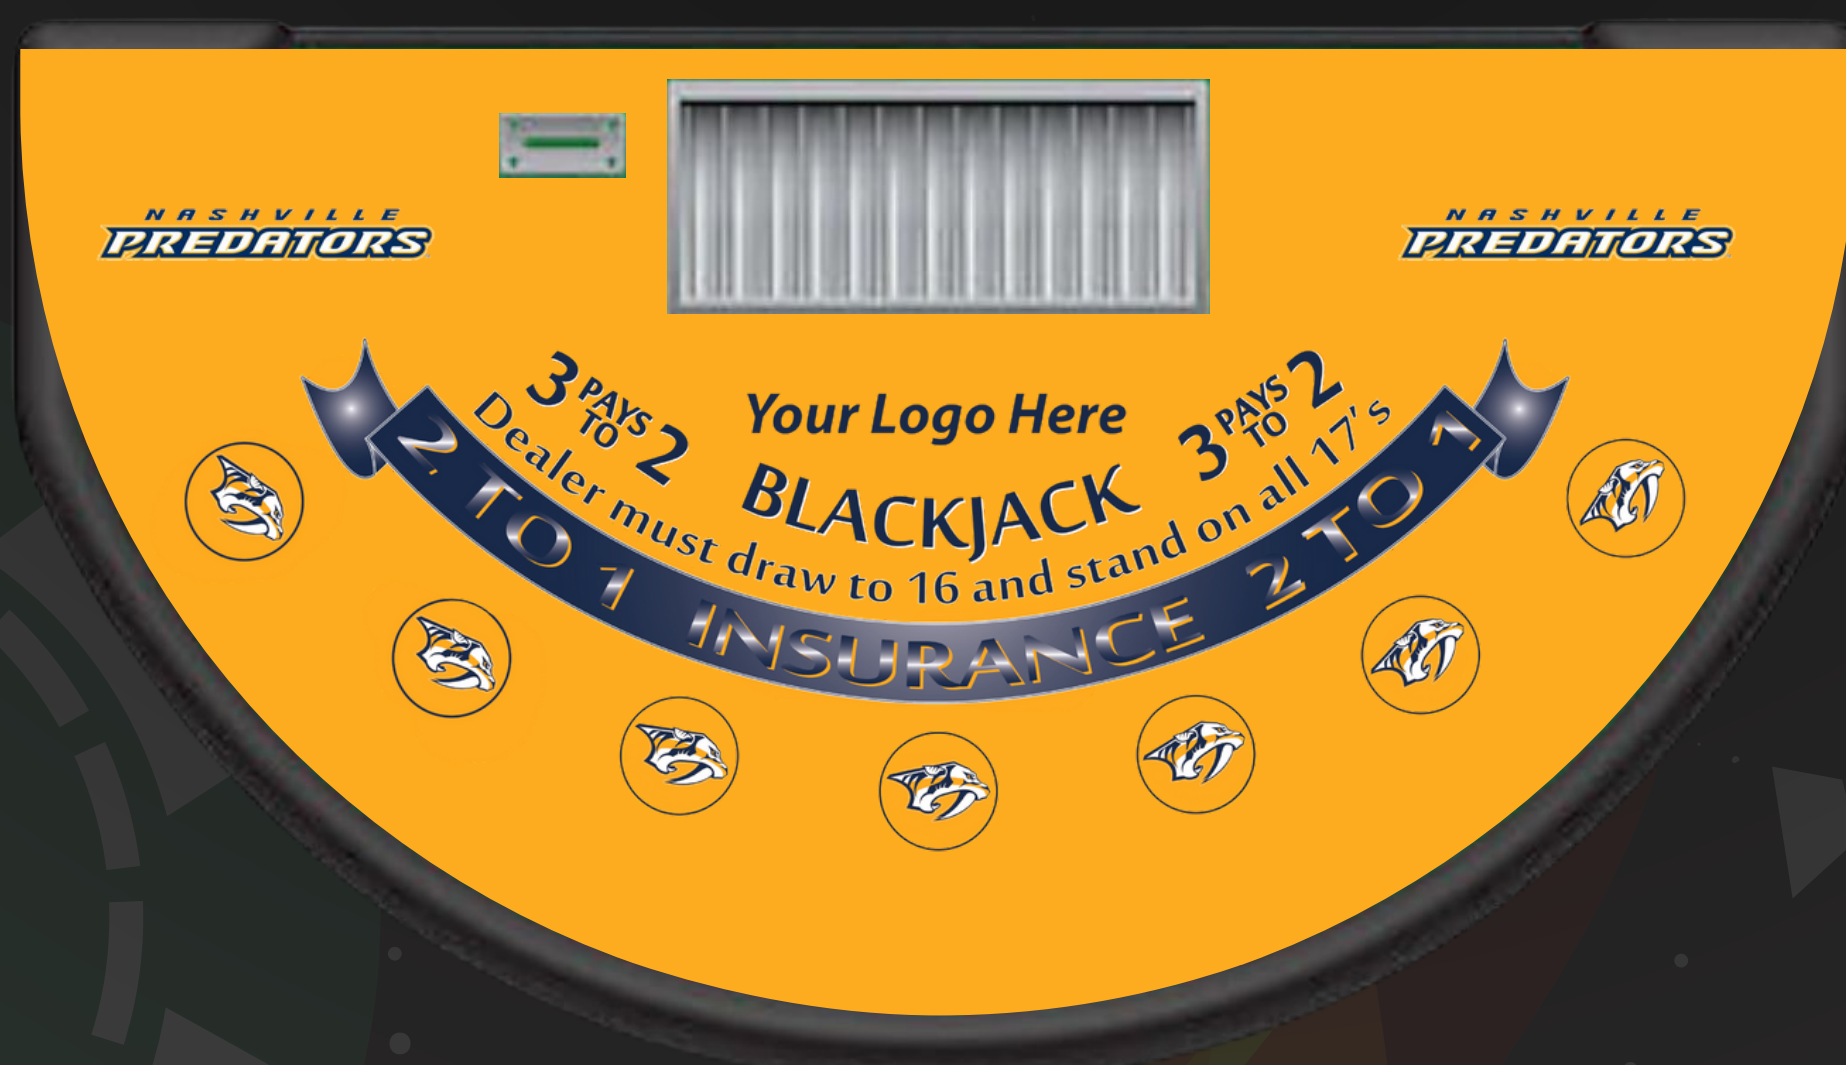 NASHVILLE
PREDATORS
NASHVILLE
PREDATORS
3 PAYS TO 2
Your Logo Here
3 PAYS TO 2
BLACKJACK
Dealer must draw to 16 and stand on all 17's
2 TO 1 INSURANCE 2 TO 1